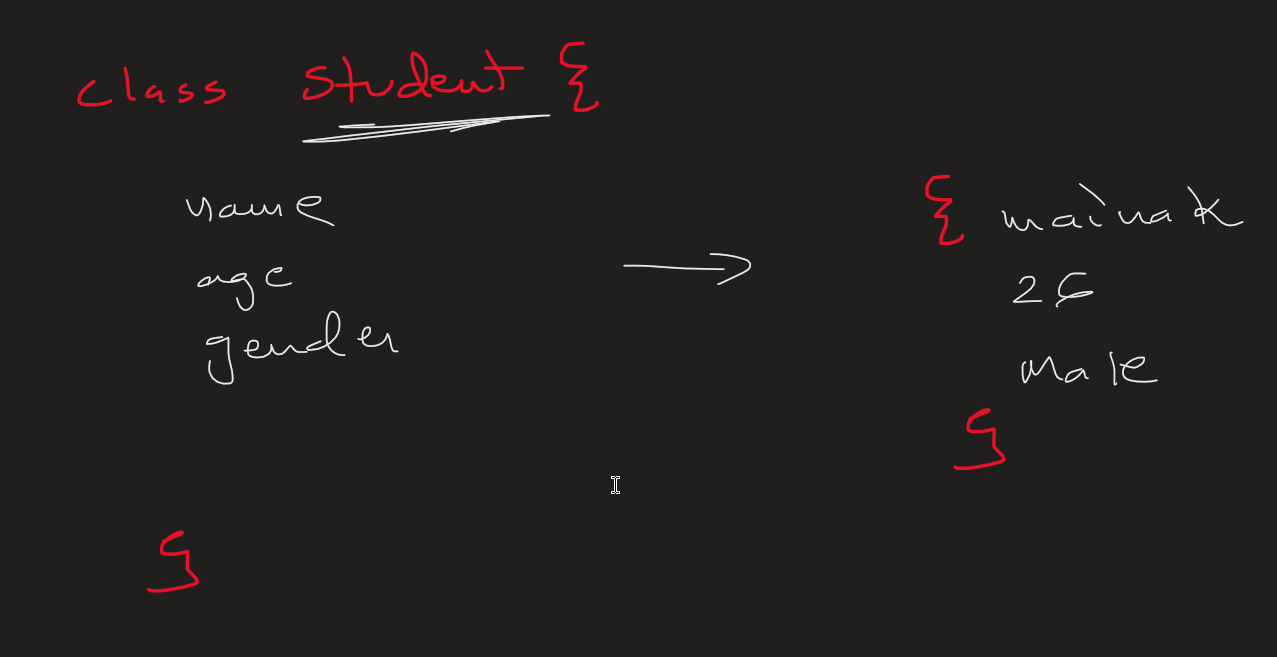 class Student {
name
age
gender
}
{ mainak
26
male
}